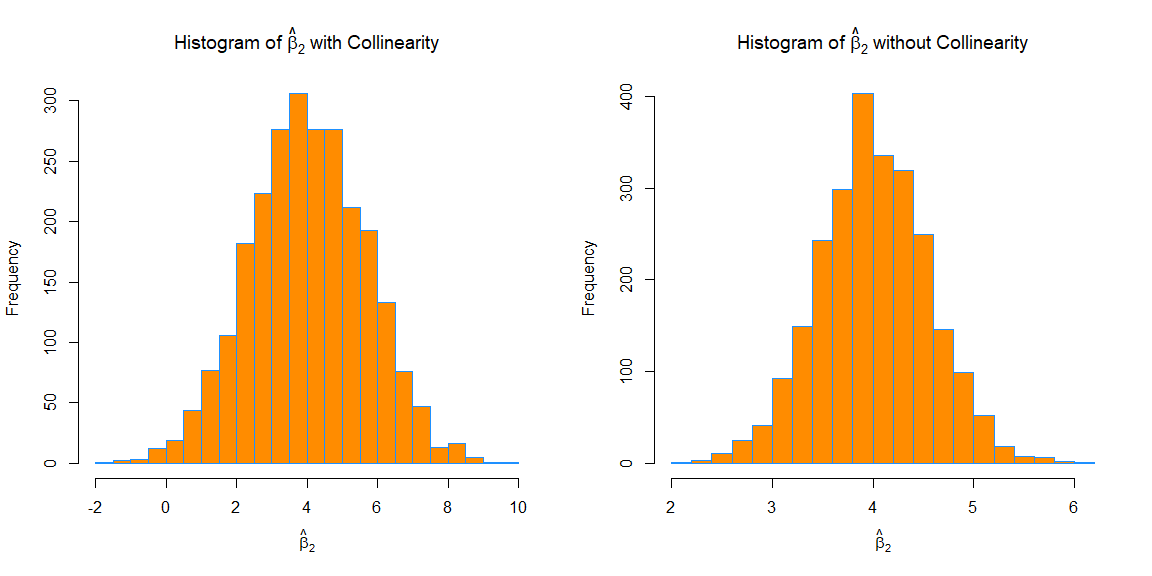 Histogram of β̂₂ with Collinearity
Frequency
0 50 100 150 200 250 300
-2 0 2 4 6 8 10
β̂₂
Histogram of β̂₂ without Collinearity
Frequency
0 100 200 300 400
2 3 4 5 6
β̂₂